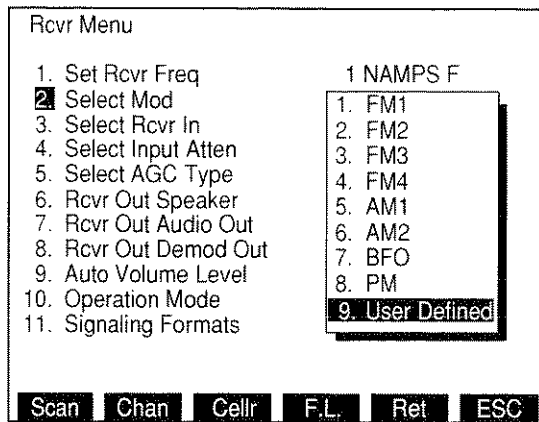 Rcvr Menu
1. Set Rcvr Freq
2. Select Mod
3. Select Rcvr In
4. Select Input Atten
5. Select AGC Type
6. Rcvr Out Speaker
7. Rcvr Out Audio Out
8. Rcvr Out Demod Out
9. Auto Volume Level
10. Operation Mode
11. Signaling Formats
1 NAMPS F
1. FM1
2. FM2
3. FM3
4. FM4
5. AM1
6. AM2
7. BFO
8. PM
9. User Defined
Scan Chan Cellr F.L. Ret ESC